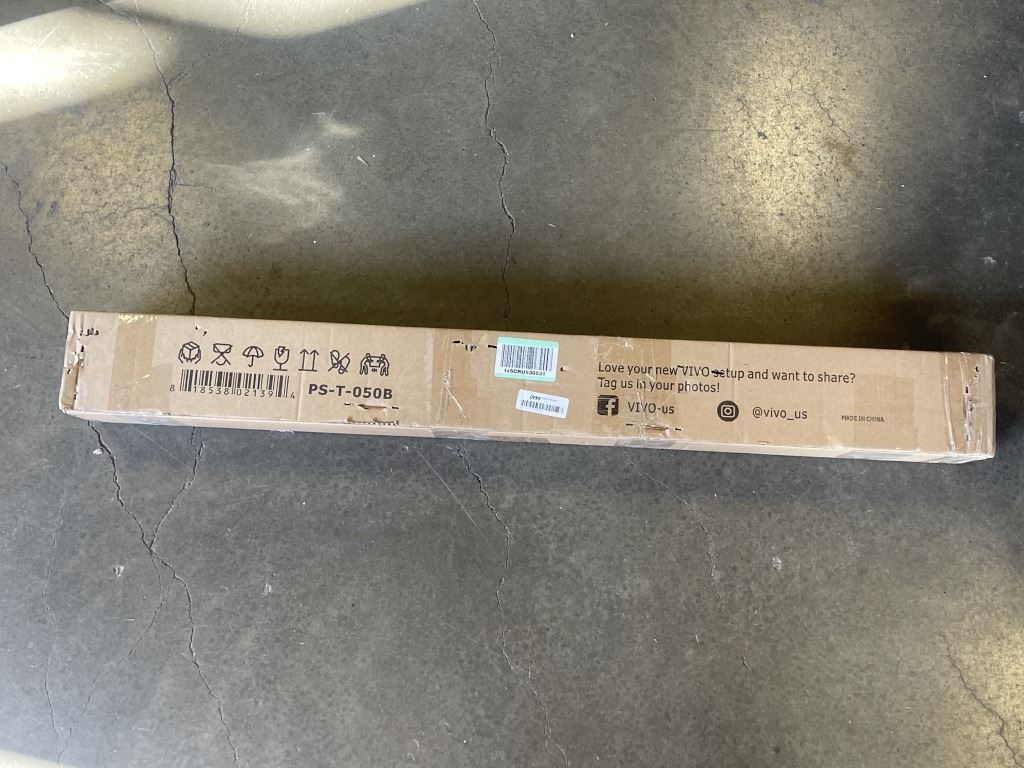 8 18538 02139 4
PS-T-050B
Love your new VIVO setup and want to share?
Tag us in your photos!
VIVO-us
@vivo_us
MADE IN CHINA